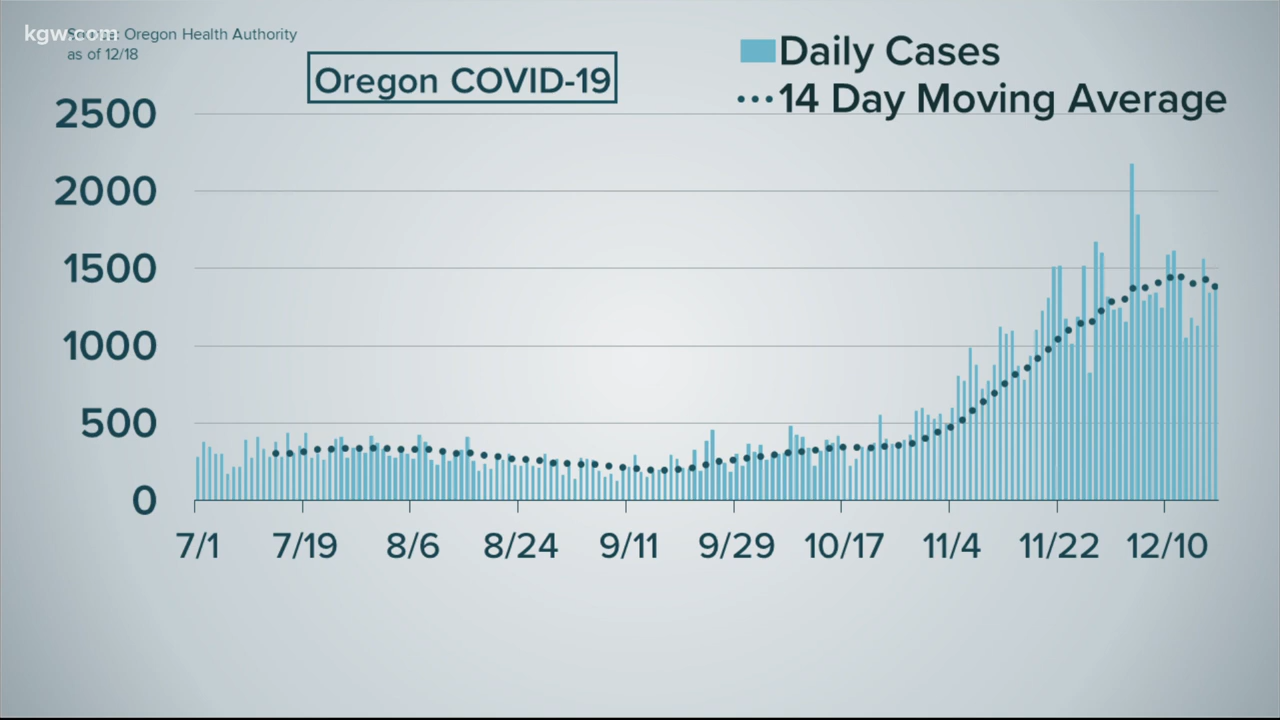 kgw.com
Oregon Health Authority
as of 12/18
Oregon COVID-19
Daily Cases
14 Day Moving Average
2500
2000
1500
1000
500
0
7/1 7/19 8/6 8/24 9/11 9/29 10/17 11/4 11/22 12/10